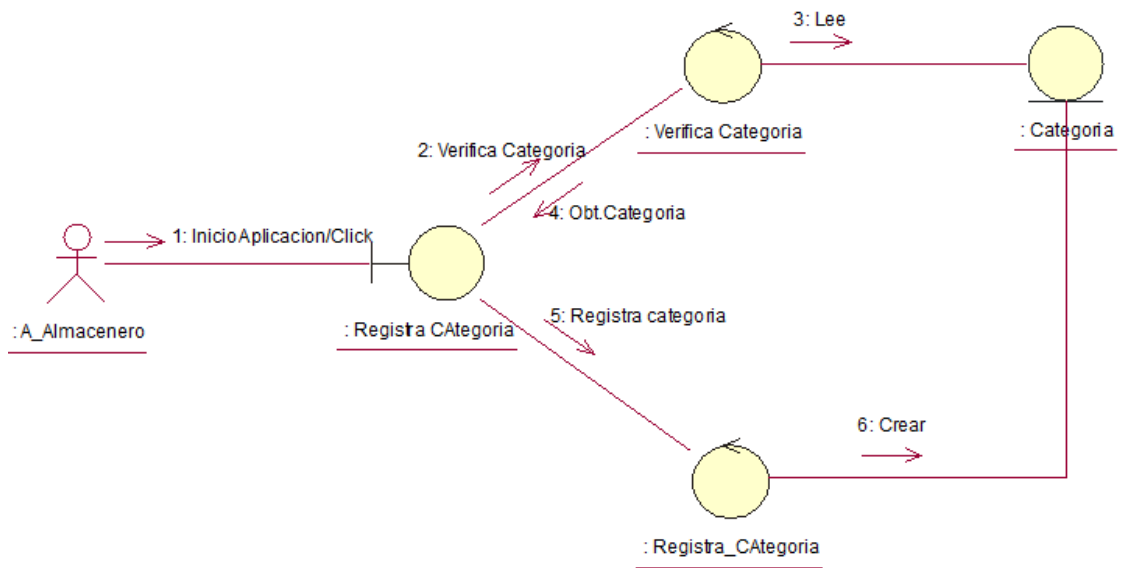 3: Lee
: Verifica Categoria
: Categoria
2: Verifica Categoria
4: Obt.Categoria
1: InicioAplicacion/Click
: A_Almacenero
: Registra CAtegoria
5: Registra categoria
6: Crear
: Registra_CAtegoria